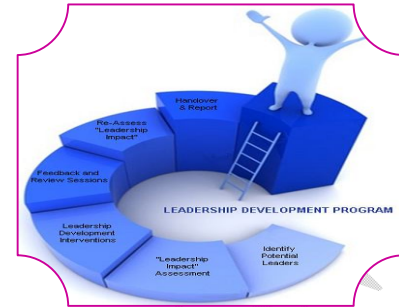 Handover
& Report
Re-Assess
"Leadership
Impact"
Feedback and
Review Sessions
Leadership
Development
Interventions
"Leadership
Impact"
Assessment
Identify
Potential
Leaders
LEADERSHIP DEVELOPMENT PROGRAM